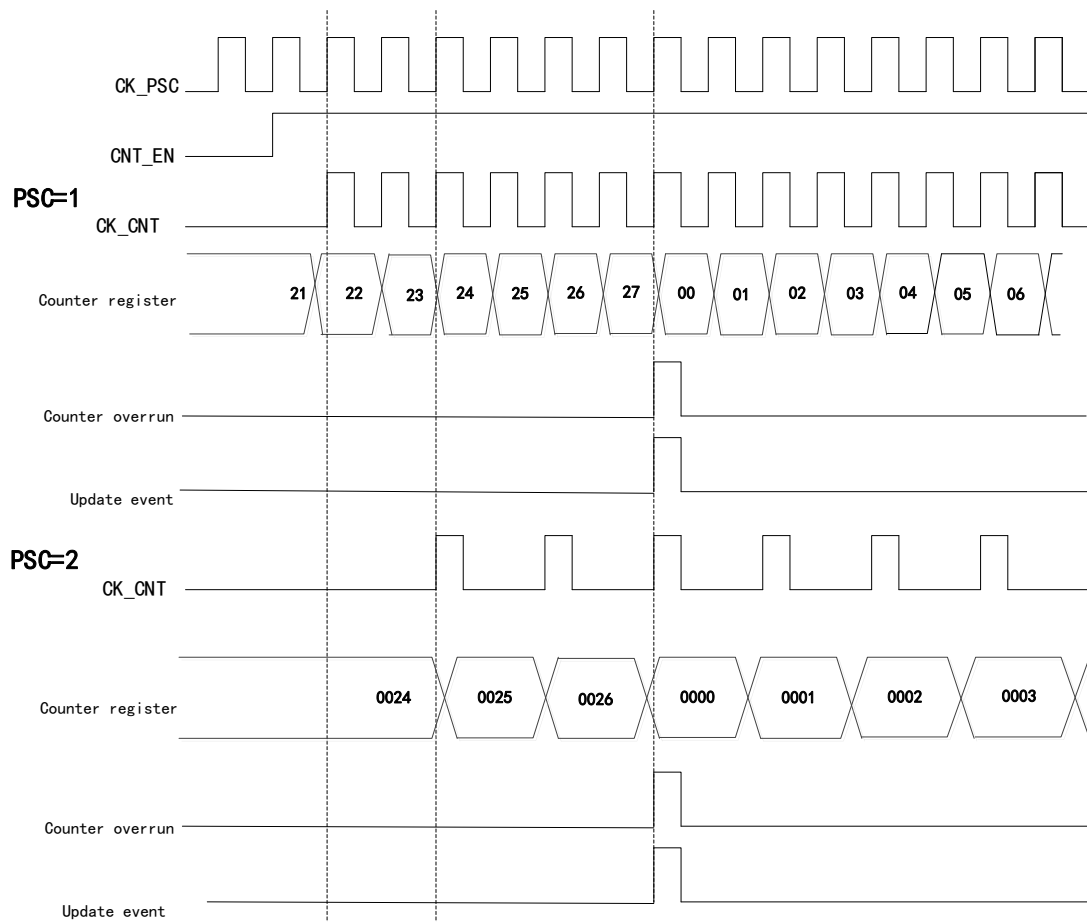 CK_PSC
CNT_EN
PSC=1
CK_CNT
Counter register 21 22 23 24 25 26 27 00 01 02 03 04 05 06
Counter overrun
Update event
PSC=2
CK_CNT
Counter register 0024 0025 0026 0000 0001 0002 0003
Counter overrun
Update event